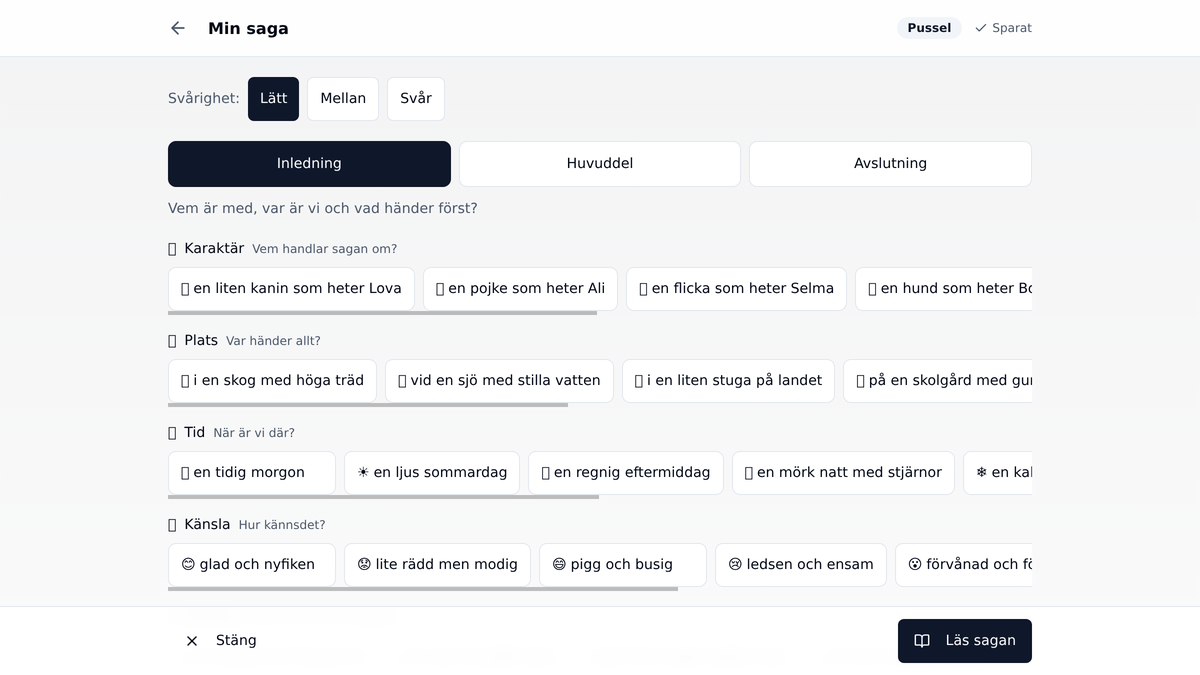 Min saga
Pussel
Sparat
Svårighet: Lätt Mellan Svår
Inledning Huvuddel Avslutning
Vem är med, var är vi och vad händer först?
Karaktär Vem handlar sagan om?
en liten kanin som heter Lova en pojke som heter Ali en flicka som heter Selma en hund som heter
Plats Var händer allt?
i en skog med höga träd vid en sjö med stilla vatten i en liten stuga på landet på en skolgård med
Tid När är vi där?
en tidig morgon ☀ en ljus sommardag en regnig eftermiddag en mörk natt med stjärnor ❄ en
Känsla Hur kännsdet?
😊 glad och nyfiken 😟 lite rädd men modig 😄 pigg och busig 😢 ledsen och ensam 😮 förvånad och
Stäng
Läs sagan